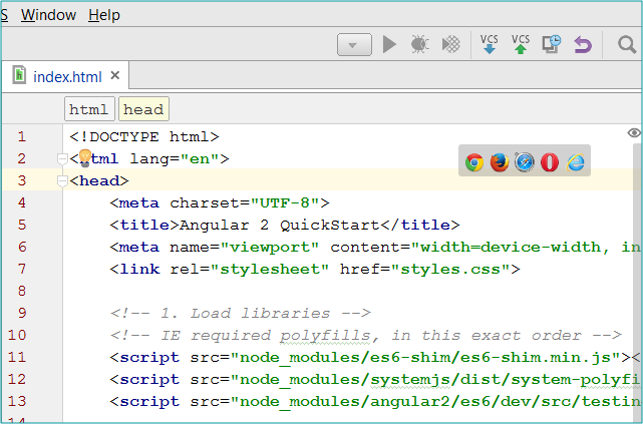 S Window Help
VCS VCS
index.html
html head
1 <!DOCTYPE html>
2 <html lang="en">
3 <head>
4 <meta charset="UTF-8">
5 <title>Angular 2 QuickStart</title>
6 <meta name="viewport" content="width=device-width, in
7 <link rel="stylesheet" href="styles.css">
8
9 <!-- 1. Load libraries -->
10 <!-- IE required polyfills, in this exact order -->
11 <script src="node_modules/es6-shim/es6-shim.min.js"><
12 <script src="node_modules/systemjs/dist/system-polyfi
13 <script src="node_modules/angular2/es6/dev/src/testin
14